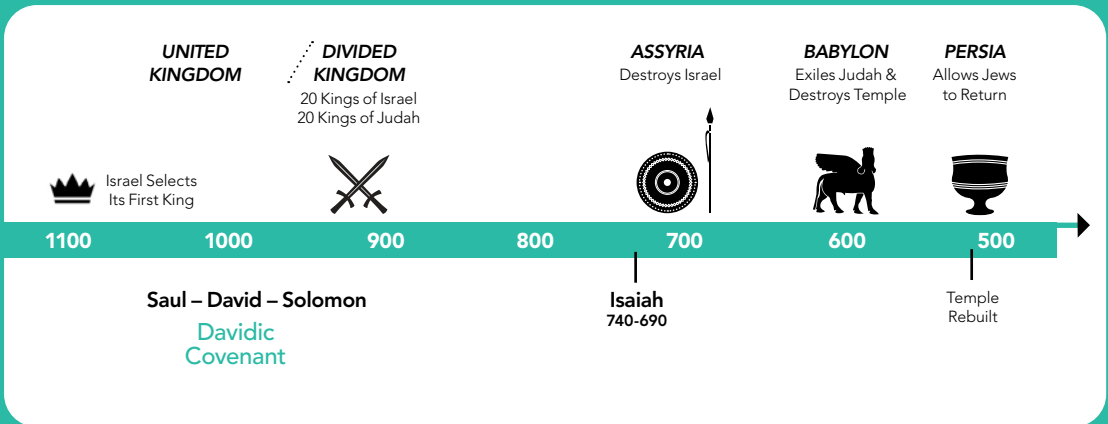 UNITED
KINGDOM
DIVIDED
KINGDOM
20 Kings of Israel
20 Kings of Judah
ASSYRIA
Destroys Israel
BABYLON
Exiles Judah &
Destroys Temple
PERSIA
Allows Jews
to Return
Israel Selects
Its First King
1100 1000 900 800 700 600 500
Saul – David – Solomon
Davidic
Covenant
Isaiah
740-690
Temple
Rebuilt